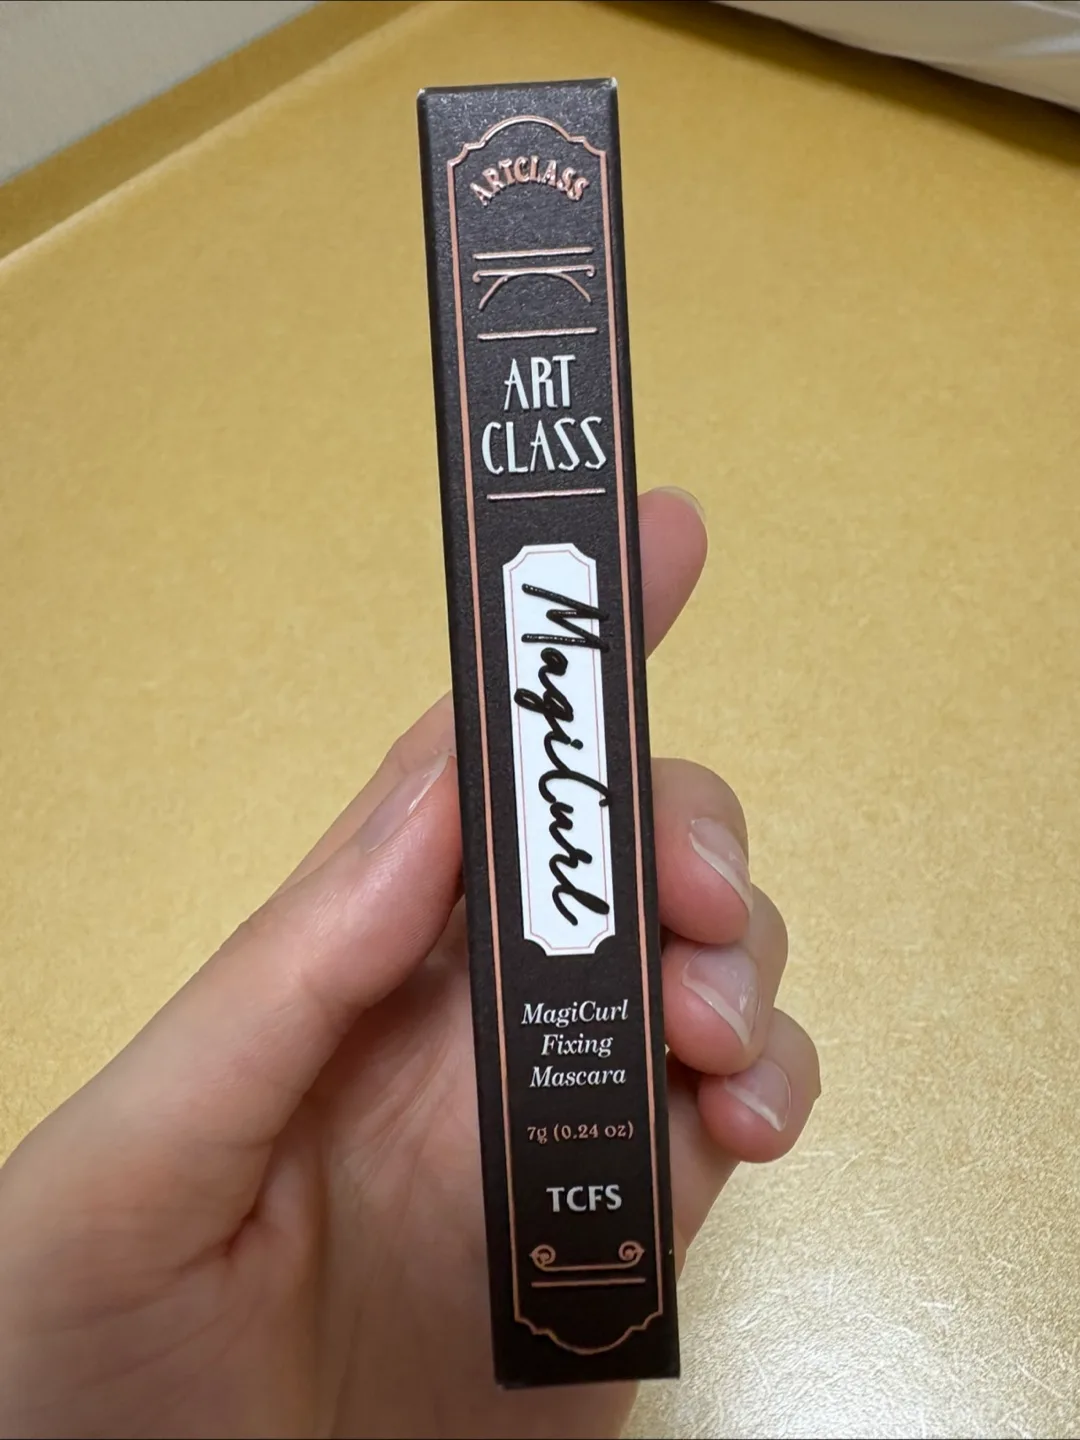 ARTCLASS
ART
CLASS
MagiCurl
MagiCurl
Fixing
Mascara
7g (0.24 oz)
TCFS